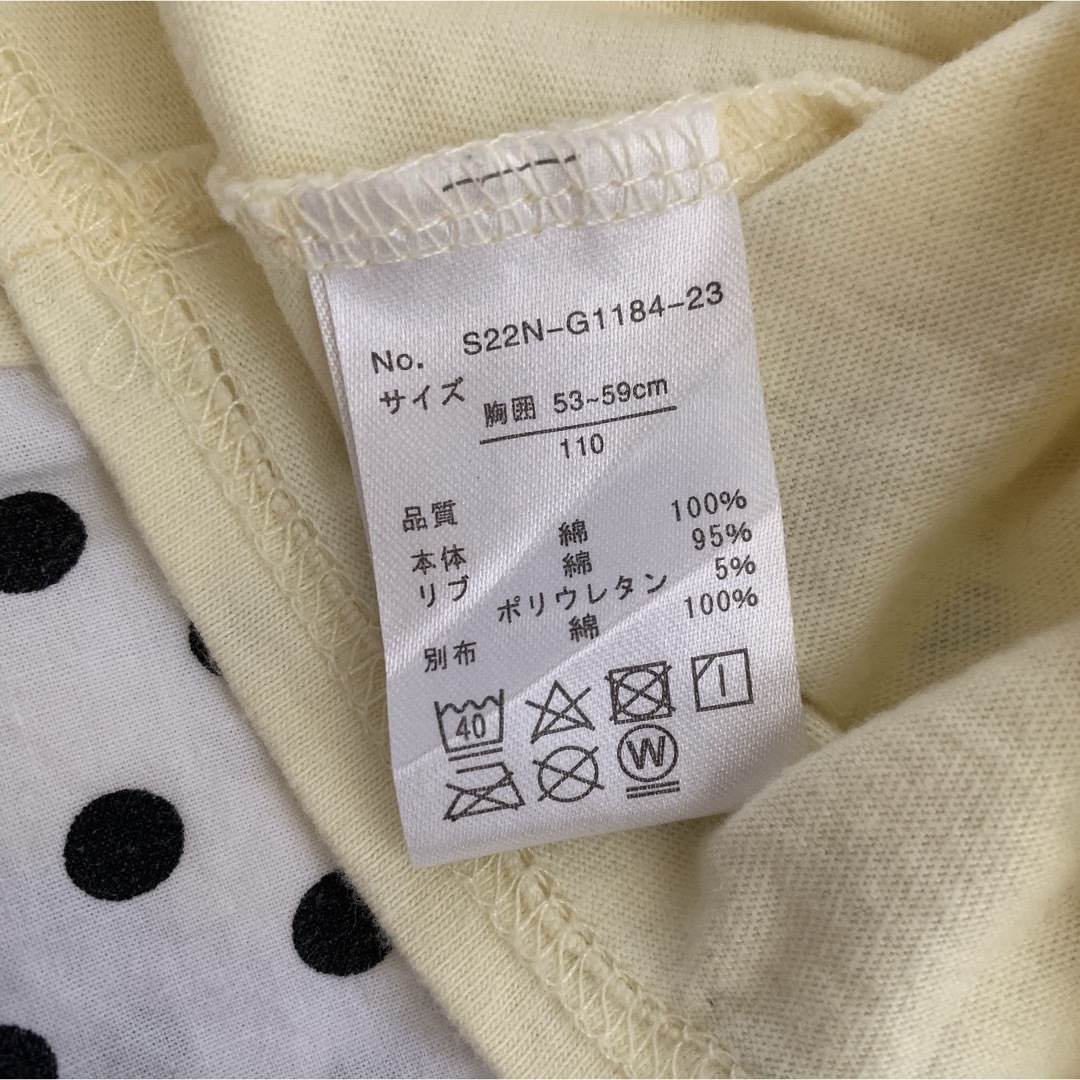 No. S22N-G1184-23
サイズ 胸囲 53~59cm
110
品質
本体 綿 100%
リブ 綿 95%
ポリウレタン 5%
別布 綿 100%
40
W